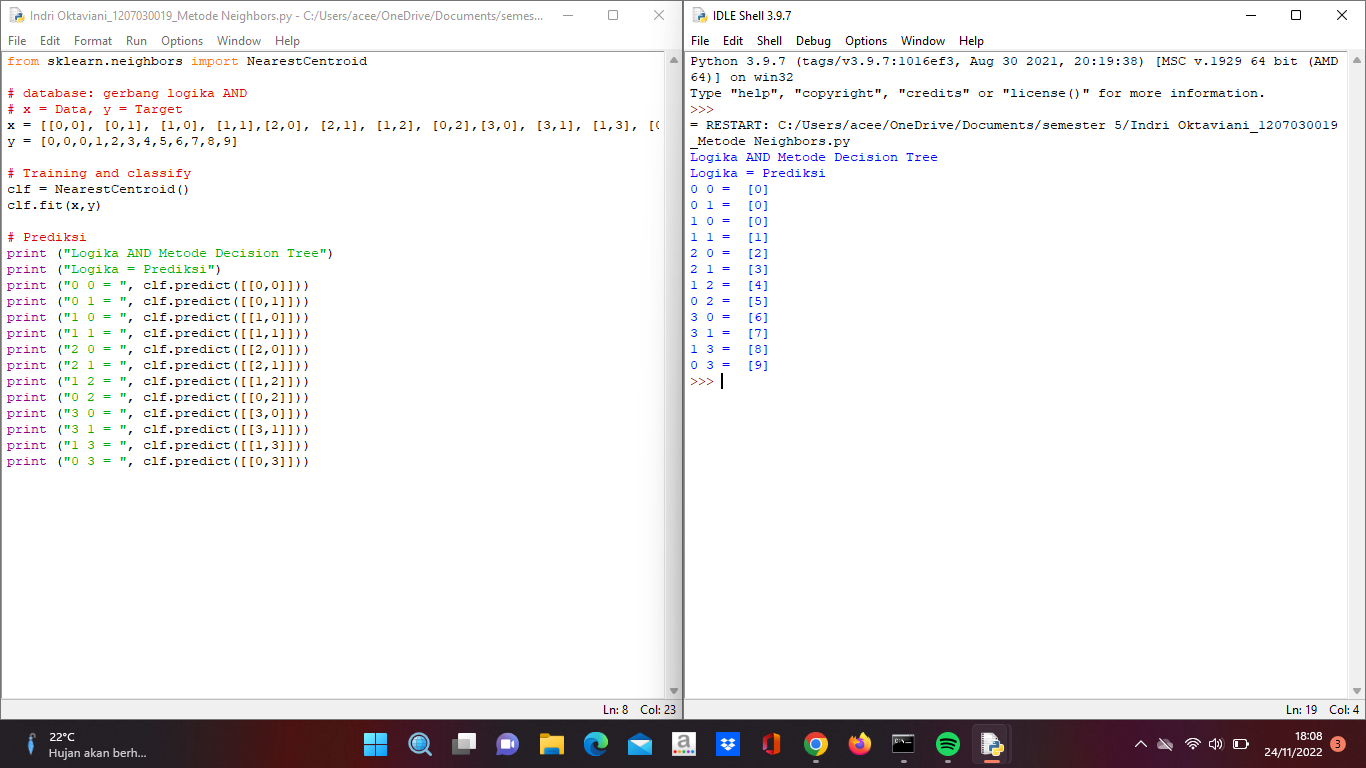 Indri Oktaviani_1207030019_Metode Neighbors.py - C:/Users/acee/OneDrive/Documents/semes...
File Edit Format Run Options Window Help
from sklearn.neighbors import NearestCentroid
# database: gerbang logika AND
# x = Data, y = Target
x = [[0,0], [0,1], [1,0], [1,1],[2,0], [2,1], [1,2], [0,2],[3,0], [3,1], [1,3], [0
y = [0,0,0,1,2,3,4,5,6,7,8,9]
# Training and classify
clf = NearestCentroid()
clf.fit(x,y)
# Prediksi
print ("Logika AND Metode Decision Tree")
print ("Logika = Prediksi")
print ("0 0 = ", clf.predict([[0,0]]))
print ("0 1 = ", clf.predict([[0,1]]))
print ("1 0 = ", clf.predict([[1,0]]))
print ("1 1 = ", clf.predict([[1,1]]))
print ("2 0 = ", clf.predict([[2,0]]))
print ("2 1 = ", clf.predict([[2,1]]))
print ("1 2 = ", clf.predict([[1,2]]))
print ("0 2 = ", clf.predict([[0,2]]))
print ("3 0 = ", clf.predict([[3,0]]))
print ("3 1 = ", clf.predict([[3,1]]))
print ("1 3 = ", clf.predict([[1,3]]))
print ("0 3 = ", clf.predict([[0,3]]))
Ln: 8 Col: 23
IDLE Shell 3.9.7
File Edit Shell Debug Options Window Help
Python 3.9.7 (tags/v3.9.7:1016ef3, Aug 30 2021, 20:19:38) [MSC v.1929 64 bit (AMD
64)] on win32
Type "help", "copyright", "credits" or "license()" for more information.
>>>
= RESTART: C:/Users/acee/OneDrive/Documents/semester 5/Indri Oktaviani_1207030019
_Metode Neighbors.py
Logika AND Metode Decision Tree
Logika = Prediksi
0 0 =  [0]
0 1 =  [0]
1 0 =  [0]
1 1 =  [1]
2 0 =  [2]
2 1 =  [3]
1 2 =  [4]
0 2 =  [5]
3 0 =  [6]
3 1 =  [7]
1 3 =  [8]
0 3 =  [9]
>>>
Ln: 19 Col: 4
22°C
Hujan akan berh...
a
18:08
24/11/2022
3